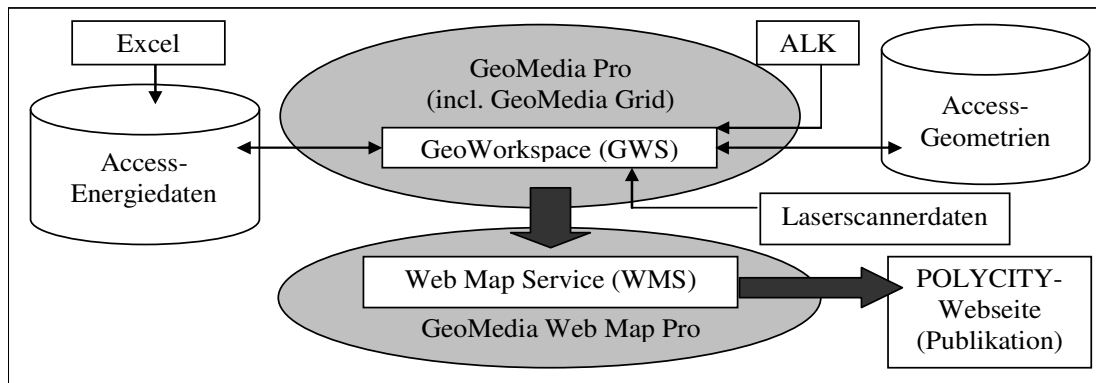 Excel
ALK
GeoMedia Pro
(incl. GeoMedia Grid)
Access-
Geometrien
GeoWorkspace (GWS)
Access-
Energiedaten
Laserscannerdaten
Web Map Service (WMS)
GeoMedia Web Map Pro
POLYCITY-
Webseite
(Publikation)